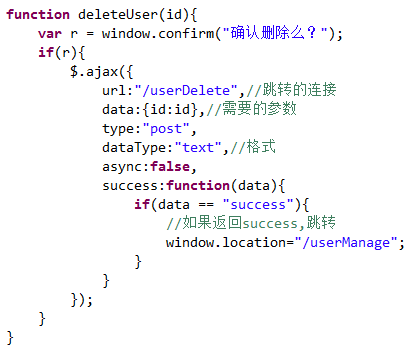 function deleteUser(id){
    var r = window.confirm("确认删除么？");
    if(r){
        $.ajax({
            url:"/userDelete",//跳转的连接
            data:{id:id},//需要的参数
            type:"post",
            dataType:"text",//格式
            async:false,
            success:function(data){
                if(data == "success"){
                    //如果返回success,跳转
                    window.location="/userManage";
                }
            }
        });
    }
}